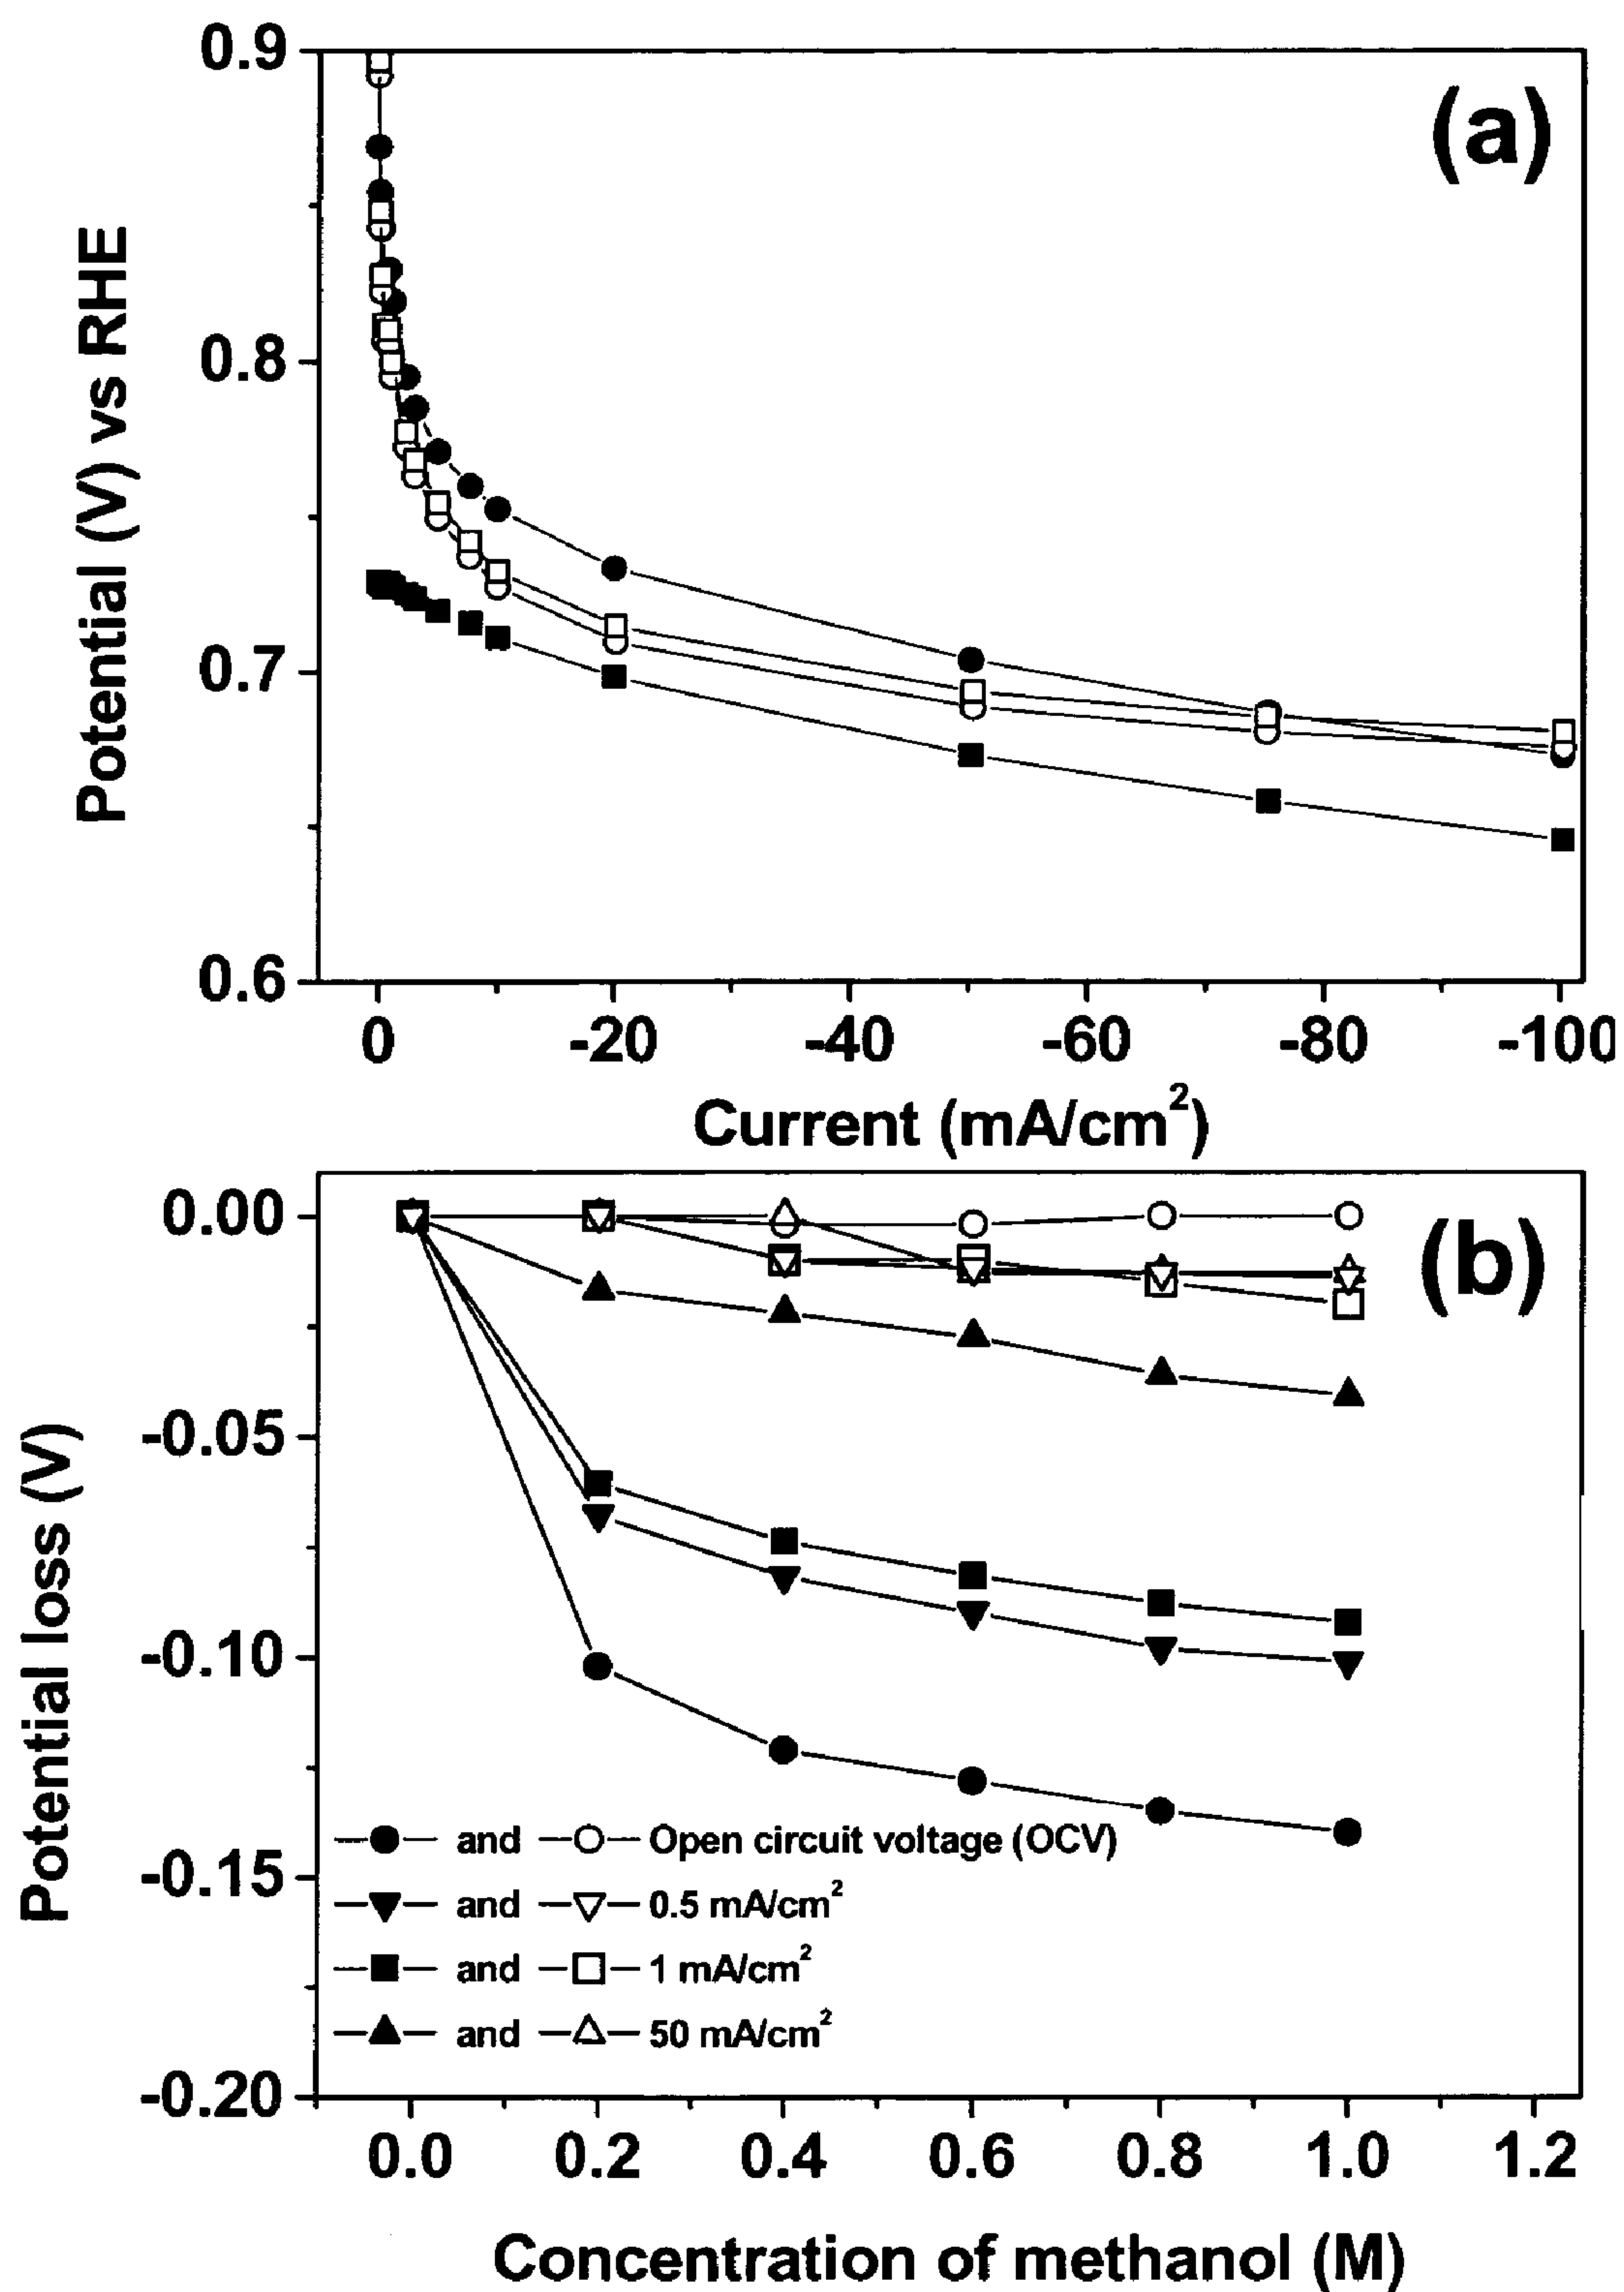 (a)
Potential (V) vs RHE
0.9
0.8
0.7
0.6
0 -20 -40 -60 -80 -100
Current (mA/cm²)
(b)
Potential loss (V)
0.00
-0.05
-0.10
-0.15
-0.20
and Open circuit voltage (OCV)
and 0.5 mA/cm²
and 1 mA/cm²
and 50 mA/cm²
0.0 0.2 0.4 0.6 0.8 1.0 1.2
Concentration of methanol (M)